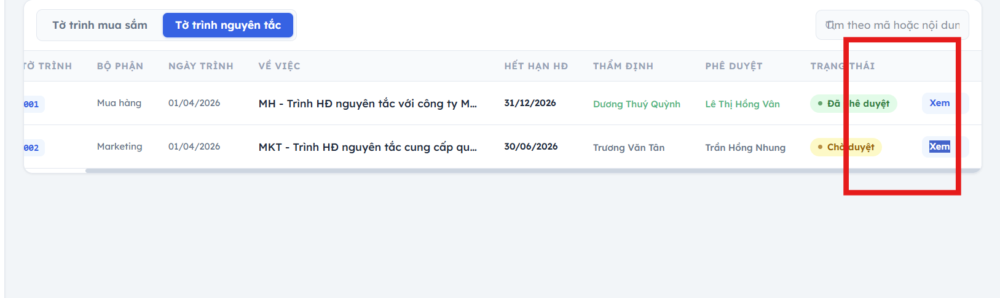 Tờ trình mua sắm Tờ trình nguyên tắc Tìm theo mã hoặc nội dun
TỜ TRÌNH BỘ PHẬN NGÀY TRÌNH VỀ VIỆC HẾT HẠN HĐ THẨM ĐỊNH PHÊ DUYỆT TRẠNG THÁI
001 Mua hàng 01/04/2026 MH - Trình HĐ nguyên tắc với công ty M... 31/12/2026 Dương Thuý Quỳnh Lê Thị Hồng Vân Đã phê duyệt Xem
002 Marketing 01/04/2026 MKT - Trình HĐ nguyên tắc cung cấp qu... 30/06/2026 Trương Văn Tân Trần Hồng Nhung Chờ duyệt Xem